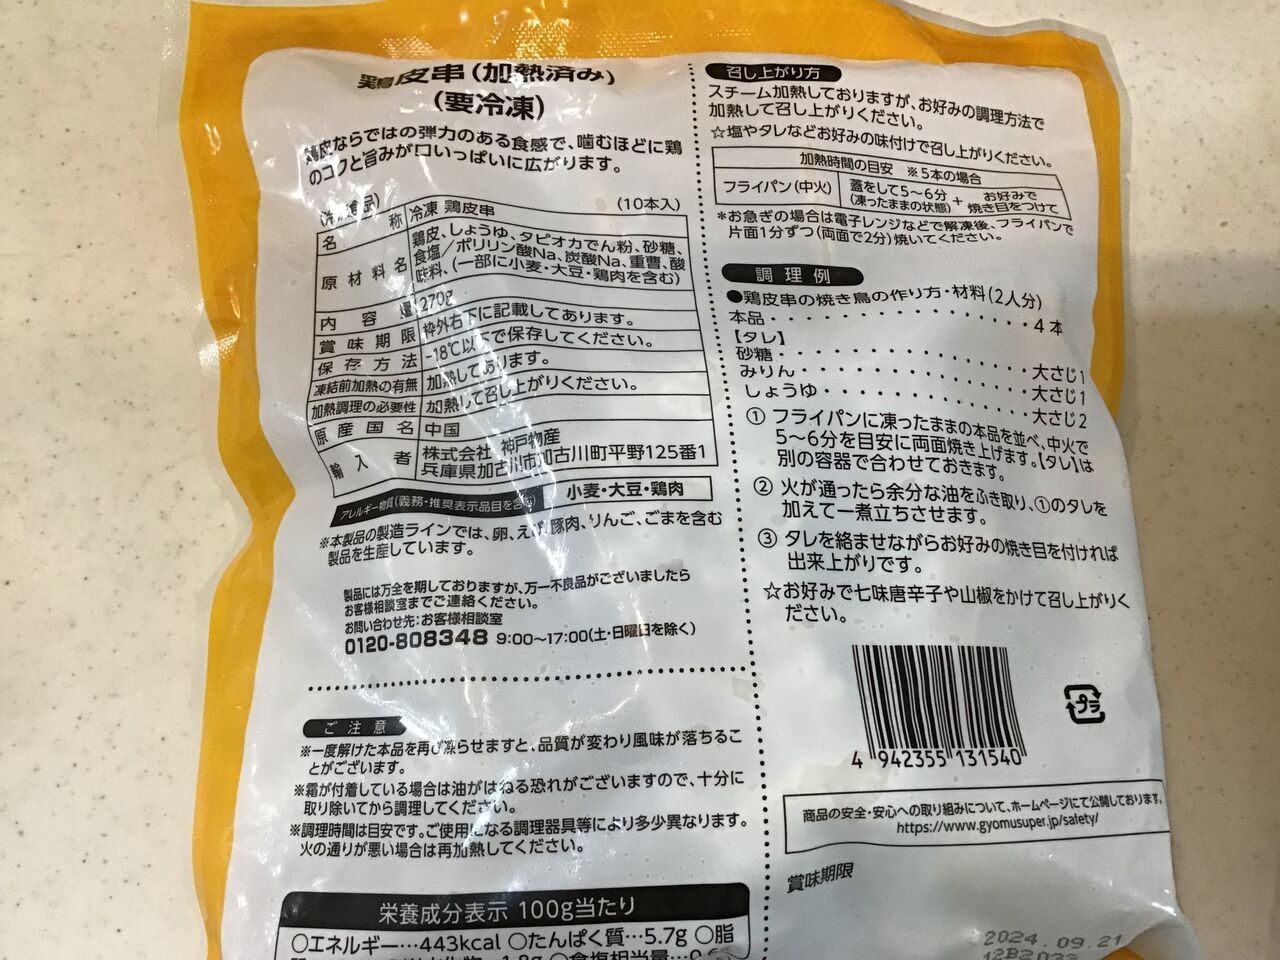 鶏皮串(加熱済み)
(要冷凍)
鶏皮ならではの弾力のある食感で、噛むほどに鶏
のコクと旨みが口いっぱいに広がります。
(冷凍食品) (10本入)
名称 冷凍 鶏皮串
原材料名 鶏皮、しょうゆ、タピオカでん粉、砂糖、
食塩/ポリリン酸Na、炭酸Na、重曹、酸
味料、(一部に小麦・大豆・鶏肉を含む)
内容量 270g
賞味期限 枠外右下に記載してあります。
保存方法 -18℃以下で保存してください。
凍結前加熱の有無 加熱してあります。
加熱調理の必要性 加熱して召し上がりください。
原産国名 中国
輸入者 株式会社 神戸物産
兵庫県加古川市加古川町平野125番1
アレルギー物質(義務・推奨表示品目を含む) 小麦・大豆・鶏肉
※本製品の製造ラインでは、卵、えび、豚肉、りんご、ごまを含む
製品を生産しています。
製品には万全を期しておりますが、万一不良品がございましたら
お客様相談室までご連絡ください。
お問い合わせ先:お客様相談室
0120-808348 9:00~17:00(土・日曜日を除く)
ご注意
※一度解けた本品を再び凍らせますと、品質が変わり風味が落ちるこ
とがございます。
※霜が付着している場合は油がはねる恐れがございますので、十分に
取り除いてから調理してください。
※調理時間は目安です。ご使用になる調理器具等により多少異なります。
火の通りが悪い場合は再加熱してください。
栄養成分表示 100g当たり
○エネルギー…443kcal ○たんぱく質…5.7g ○脂
1.8g ○食塩相当量…0.6
召し上がり方
スチーム加熱しておりますが、お好みの調理方法で
加熱して召し上がりください。
☆塩やタレなどお好みの味付けで召し上がりください。
加熱時間の目安 ※5本の場合
フライパン(中火) 蓋をして5~6分 + お好みで
(凍ったままの状態) 焼き目をつけて
*お急ぎの場合は電子レンジなどで解凍後、フライパンで
片面1分ずつ(両面で2分)焼いてください。
調理例
●鶏皮串の焼き鳥の作り方・材料(2人分)
本品・・・・・・・・・・・・・・・・4本
【タレ】
砂糖・・・・・・・・・・・・・・・大さじ1
みりん・・・・・・・・・・・・・・大さじ1
しょうゆ・・・・・・・・・・・・・大さじ2
① フライパンに凍ったままの本品を並べ、中火で
5~6分を目安に両面焼き上げます。【タレ】は
別の容器で合わせておきます。
② 火が通ったら余分な油をふき取り、①のタレを
加えて一煮立ちさせます。
③ タレを絡ませながらお好みの焼き目を付ければ
出来上がりです。
☆お好みで七味唐辛子や山椒をかけて召し上がりく
ださい。
プラ
4 942355 131540
商品の安全・安心への取り組みについて、ホームページにて公開しております。
https://www.gyomusuper.jp/safety/
賞味期限
2024.09.21